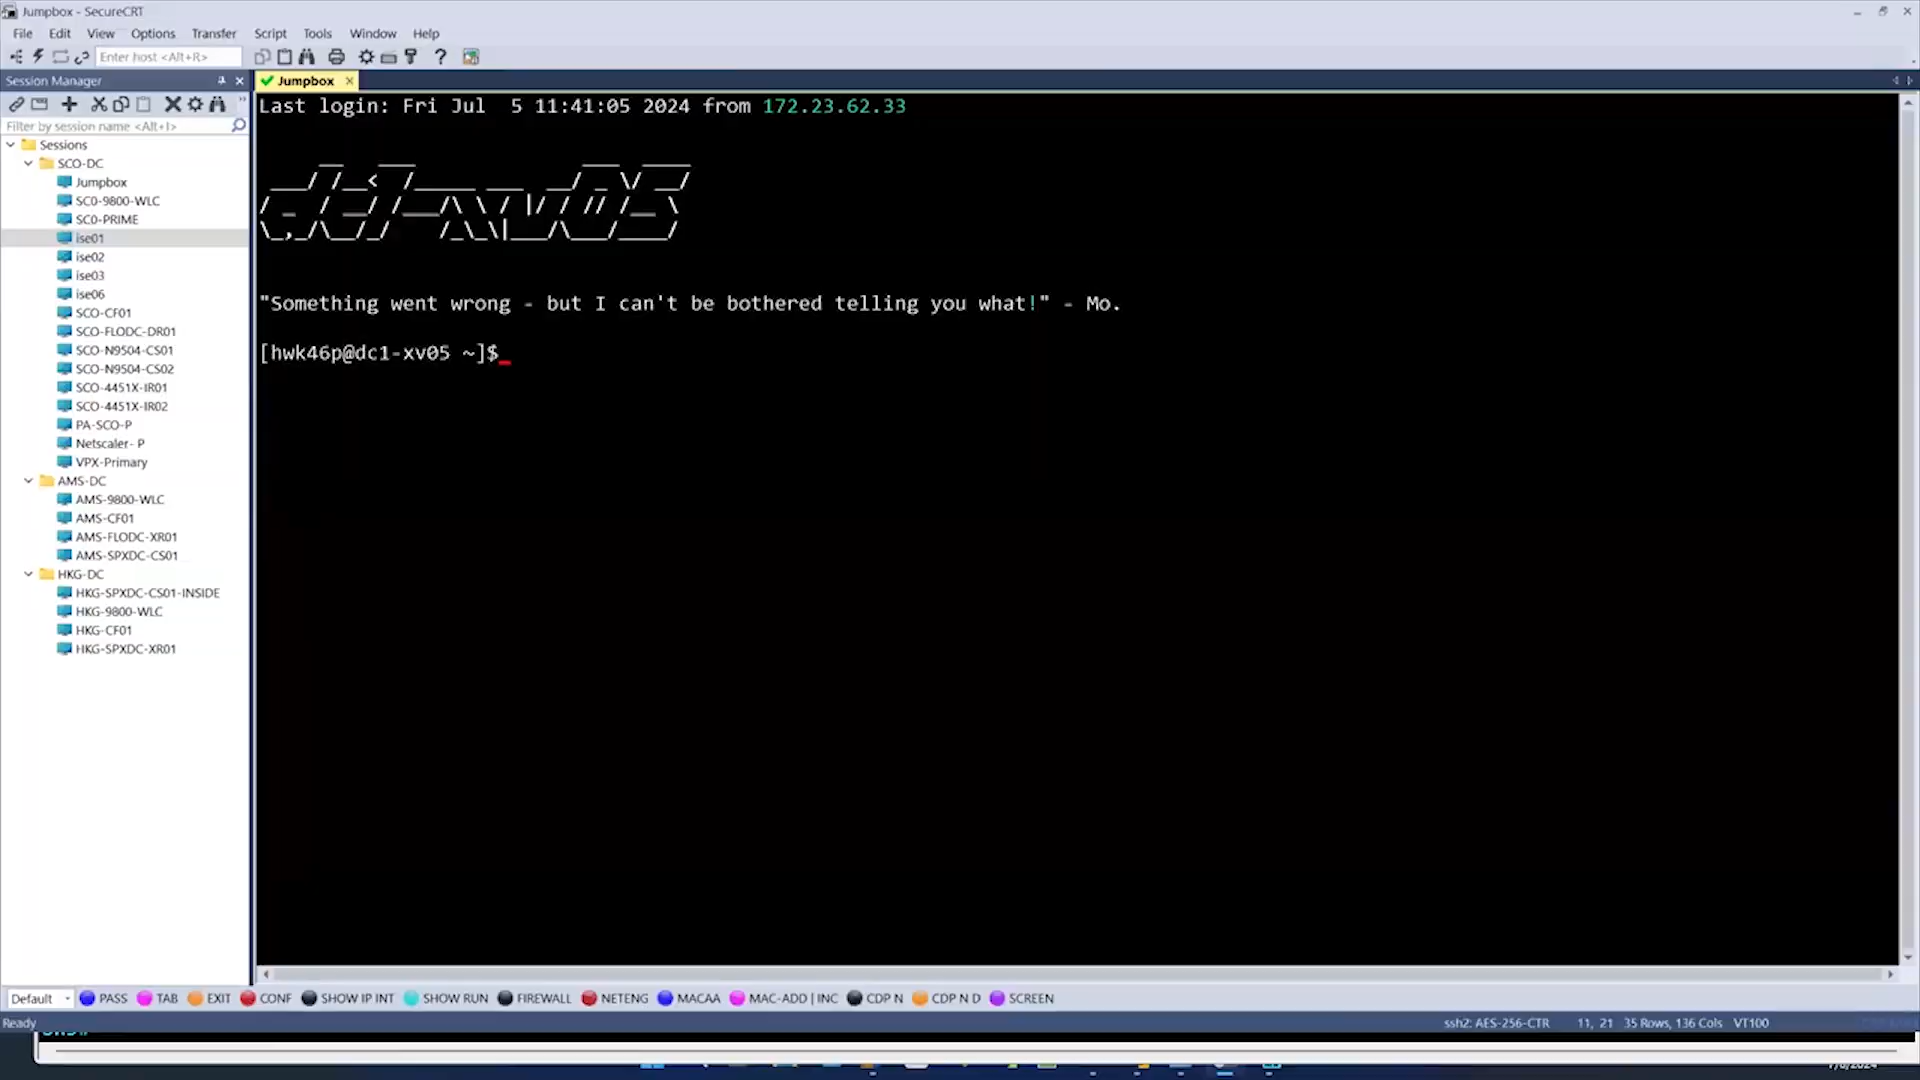 Jumpbox - SecureCRT
File Edit View Options Transfer Script Tools Window Help
Enter host <Alt+R>
Session Manager
Jumpbox
Filter by session name <Alt+I>
Sessions
SCO-DC
Jumpbox
SC0-9800-WLC
SC0-PRIME
ise01
ise02
ise03
ise06
SCO-CF01
SCO-FLODC-DR01
SCO-N9504-CS01
SCO-N9504-CS02
SCO-4451X-IR01
SCO-4451X-IR02
PA-SCO-P
Netscaler- P
VPX-Primary
AMS-DC
AMS-9800-WLC
AMS-CF01
AMS-FLODC-XR01
AMS-SPXDC-CS01
HKG-DC
HKG-SPXDC-CS01-INSIDE
HKG-9800-WLC
HKG-CF01
HKG-SPXDC-XR01
Last login: Fri Jul  5 11:41:05 2024 from 172.23.62.33
dc1-xv05
"Something went wrong - but I can't be bothered telling you what!" - Mo.
[hwk46p@dc1-xv05 ~]$
Default PASS TAB EXIT CONF SHOW IP INT SHOW RUN FIREWALL NETENG MACAA MAC-ADD | INC CDP N CDP N D SCREEN
Ready ssh2: AES-256-CTR 11, 21 35 Rows, 136 Cols VT100